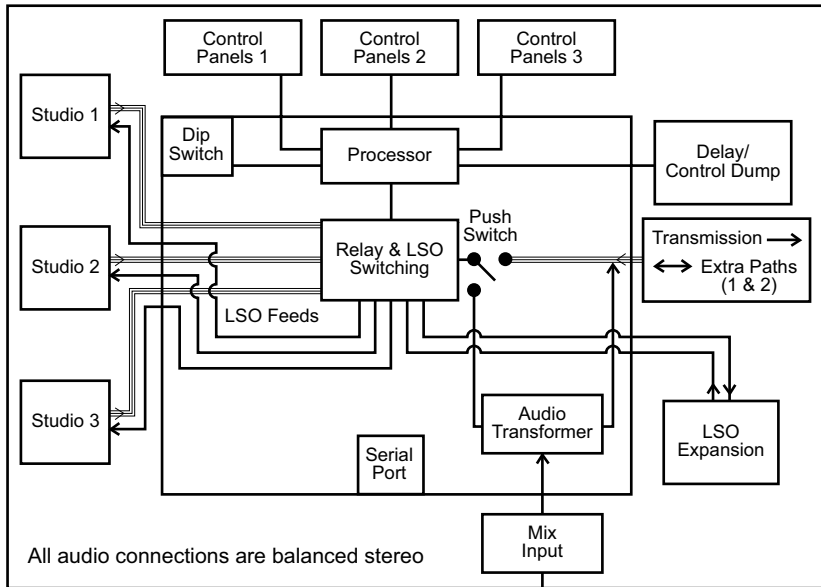 Control
Panels 1
Control
Panels 2
Control
Panels 3
Studio 1
Dip
Switch
Processor
Delay/
Control Dump
Push
Switch
Studio 2
Relay & LSO
Switching
Transmission
Extra Paths
(1 & 2)
LSO Feeds
Studio 3
Audio
Transformer
LSO
Expansion
Serial
Port
Mix
Input
All audio connections are balanced stereo